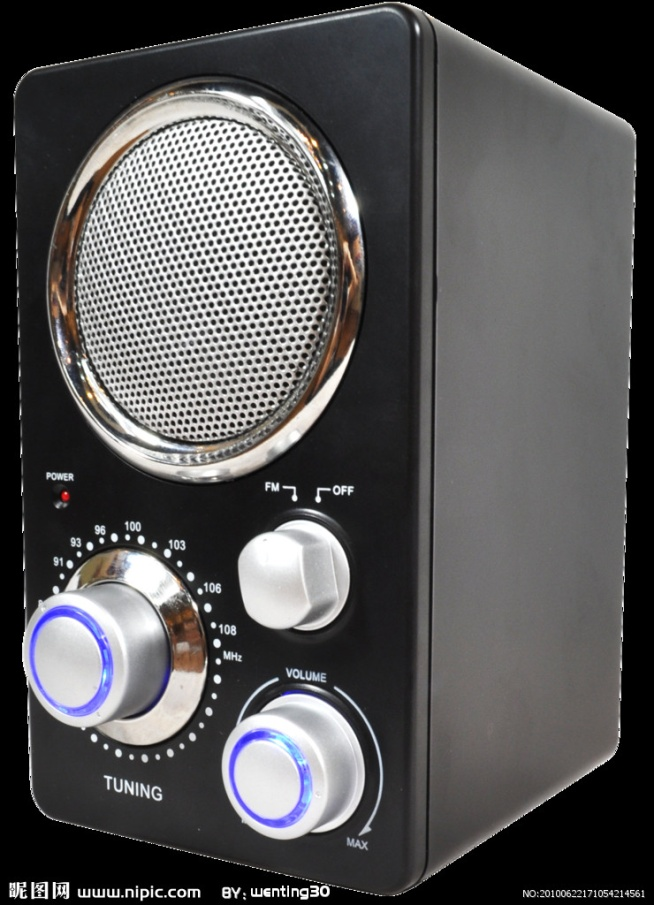 POWER
FM
OFF
91
93
96
100
103
106
108
MHz
VOLUME
TUNING
MAX
昵图网 www.nipic.com BY: wenting30
NO:20100622171054214561